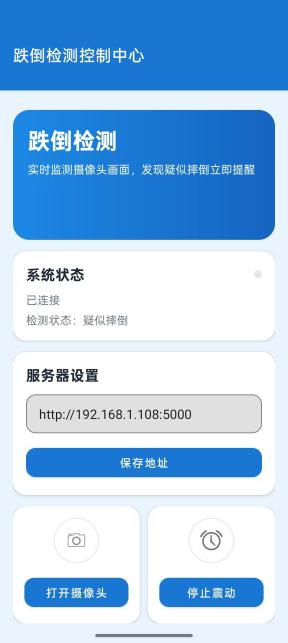 跌倒检测控制中心
跌倒检测
实时监测摄像头画面，发现疑似摔倒立即提醒
系统状态
已连接
检测状态：疑似摔倒
服务器设置
http://192.168.1.108:5000
保存地址
打开摄像头
停止震动